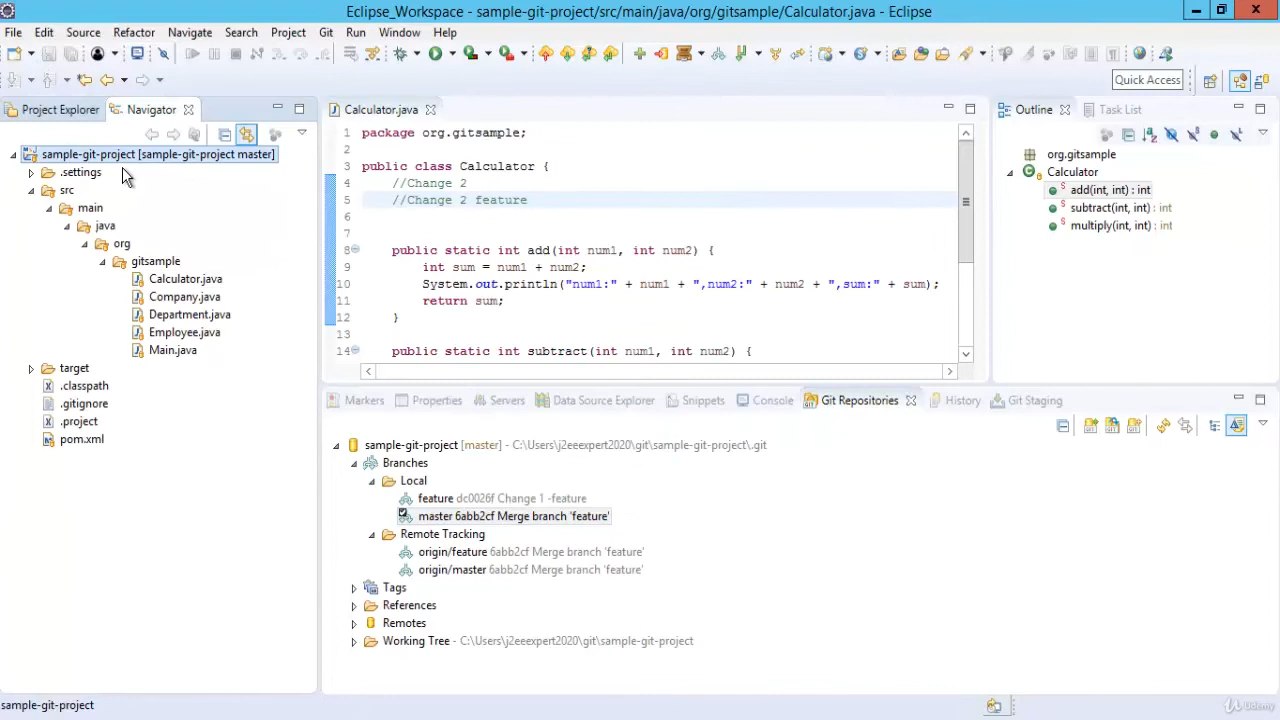 Eclipse_Workspace - sample-git-project/src/main/java/org/gitsample/Calculator.java - Eclipse
File Edit Source Refactor Navigate Search Project Git Run Window Help
Quick Access
Project Explorer Navigator
sample-git-project [sample-git-project master]
.settings
src
main
java
org
gitsample
Calculator.java
Company.java
Department.java
Employee.java
Main.java
target
.classpath
.gitignore
.project
pom.xml
Calculator.java
1 package org.gitsample;
2
3 public class Calculator {
4 //Change 2
5 //Change 2 feature
6
7
8 public static int add(int num1, int num2) {
9 int sum = num1 + num2;
10 System.out.println("num1:" + num1 + ",num2:" + num2 + ",sum:" + sum);
11 return sum;
12 }
13
14 public static int subtract(int num1, int num2) {
Outline Task List
org.gitsample
Calculator
add(int, int) : int
subtract(int, int) : int
multiply(int, int) : int
Markers Properties Servers Data Source Explorer Snippets Console Git Repositories History Git Staging
sample-git-project [master] - C:\Users\j2eeexpert2020\git\sample-git-project\.git
Branches
Local
feature dc0026f Change 1 -feature
master 6abb2cf Merge branch 'feature'
Remote Tracking
origin/feature 6abb2cf Merge branch 'feature'
origin/master 6abb2cf Merge branch 'feature'
Tags
References
Remotes
Working Tree - C:\Users\j2eeexpert2020\git\sample-git-project
sample-git-project
Udemy